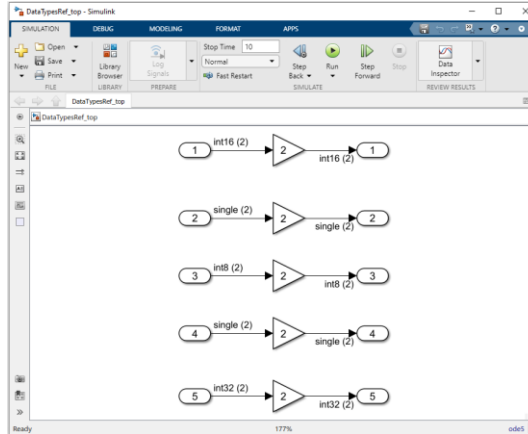 DataTypesRef_top - Simulink
SIMULATION DEBUG MODELING FORMAT APPS
New
Open
Save
Print
FILE
Library
Browser
LIBRARY
Log
Signals
PREPARE
Stop Time 10
Normal
Fast Restart
Step
Back
Run
Step
Forward
Stop
SIMULATE
Data
Inspector
REVIEW RESULTS
DataTypesRef_top
DataTypesRef_top
1 int16 (2) 2 int16 (2) 1
2 single (2) 2 single (2) 2
3 int8 (2) 2 int8 (2) 3
4 single (2) 2 single (2) 4
5 int32 (2) 2 int32 (2) 5
Ready 177% ode5